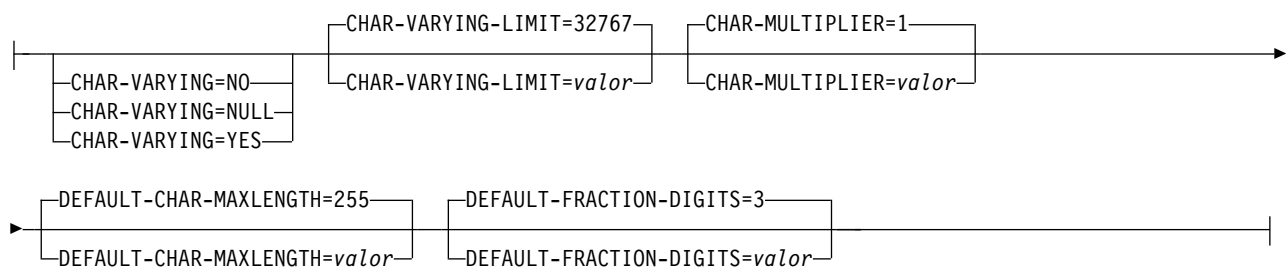 CHAR-VARYING-LIMIT=32767 CHAR-MULTIPLIER=1
CHAR-VARYING=NO CHAR-VARYING-LIMIT=valor CHAR-MULTIPLIER=valor
CHAR-VARYING=NULL
CHAR-VARYING=YES
DEFAULT-CHAR-MAXLENGTH=255 DEFAULT-FRACTION-DIGITS=3
DEFAULT-CHAR-MAXLENGTH=valor DEFAULT-FRACTION-DIGITS=valor